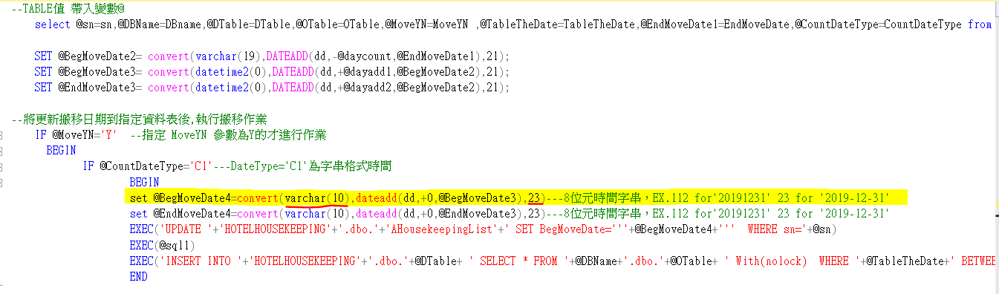 --TABLE值 帶入變數@
select @sn=sn,@DBName=DBname,@DTable=DTable,@OTable=OTable,@MoveYN=MoveYN ,@TableTheDate=TableTheDate,@EndMoveDate1=EndMoveDate,@CountDateType=CountDateType from
SET @BegMoveDate2= convert(varchar(19),DATEADD(dd,-@daycount,@EndMoveDate1),21);
SET @BegMoveDate3= convert(datetime2(0),DATEADD(dd,+@dayadd1,@BegMoveDate2),21);
SET @EndMoveDate3= convert(datetime2(0),DATEADD(dd,+@dayadd2,@BegMoveDate2),21);
--將更新搬移日期到指定資料表後,執行搬移作業
IF @MoveYN='Y' --指定 MoveYN 參數為Y的才進行作業
BEGIN
IF @CountDateType='C1'---DateType='C1'為字串格式時間
BEGIN
set @BegMoveDate4=convert(varchar(10),dateadd(dd,+0,@BegMoveDate3),23)---8位元時間字串，EX.112 for'20191231' 23 for '2019-12-31'
set @EndMoveDate4=convert(varchar(10),dateadd(dd,+0,@EndMoveDate3),23)---8位元時間字串，EX.112 for'20191231' 23 for '2019-12-31'
EXEC('UPDATE '+'HOTELHOUSEKEEPING'+'.dbo.'+'AHousekeepingList'+' SET BegMoveDate='''+@BegMoveDate4+''' WHERE sn='+@sn)
EXEC(@sql1)
EXEC('INSERT INTO '+'HOTELHOUSEKEEPING'+'.dbo.'+@DTable+ ' SELECT * FROM '+@DBName+'.dbo.'+@OTable+ ' With(nolock) WHERE '+@TableTheDate+' BETWEE
END